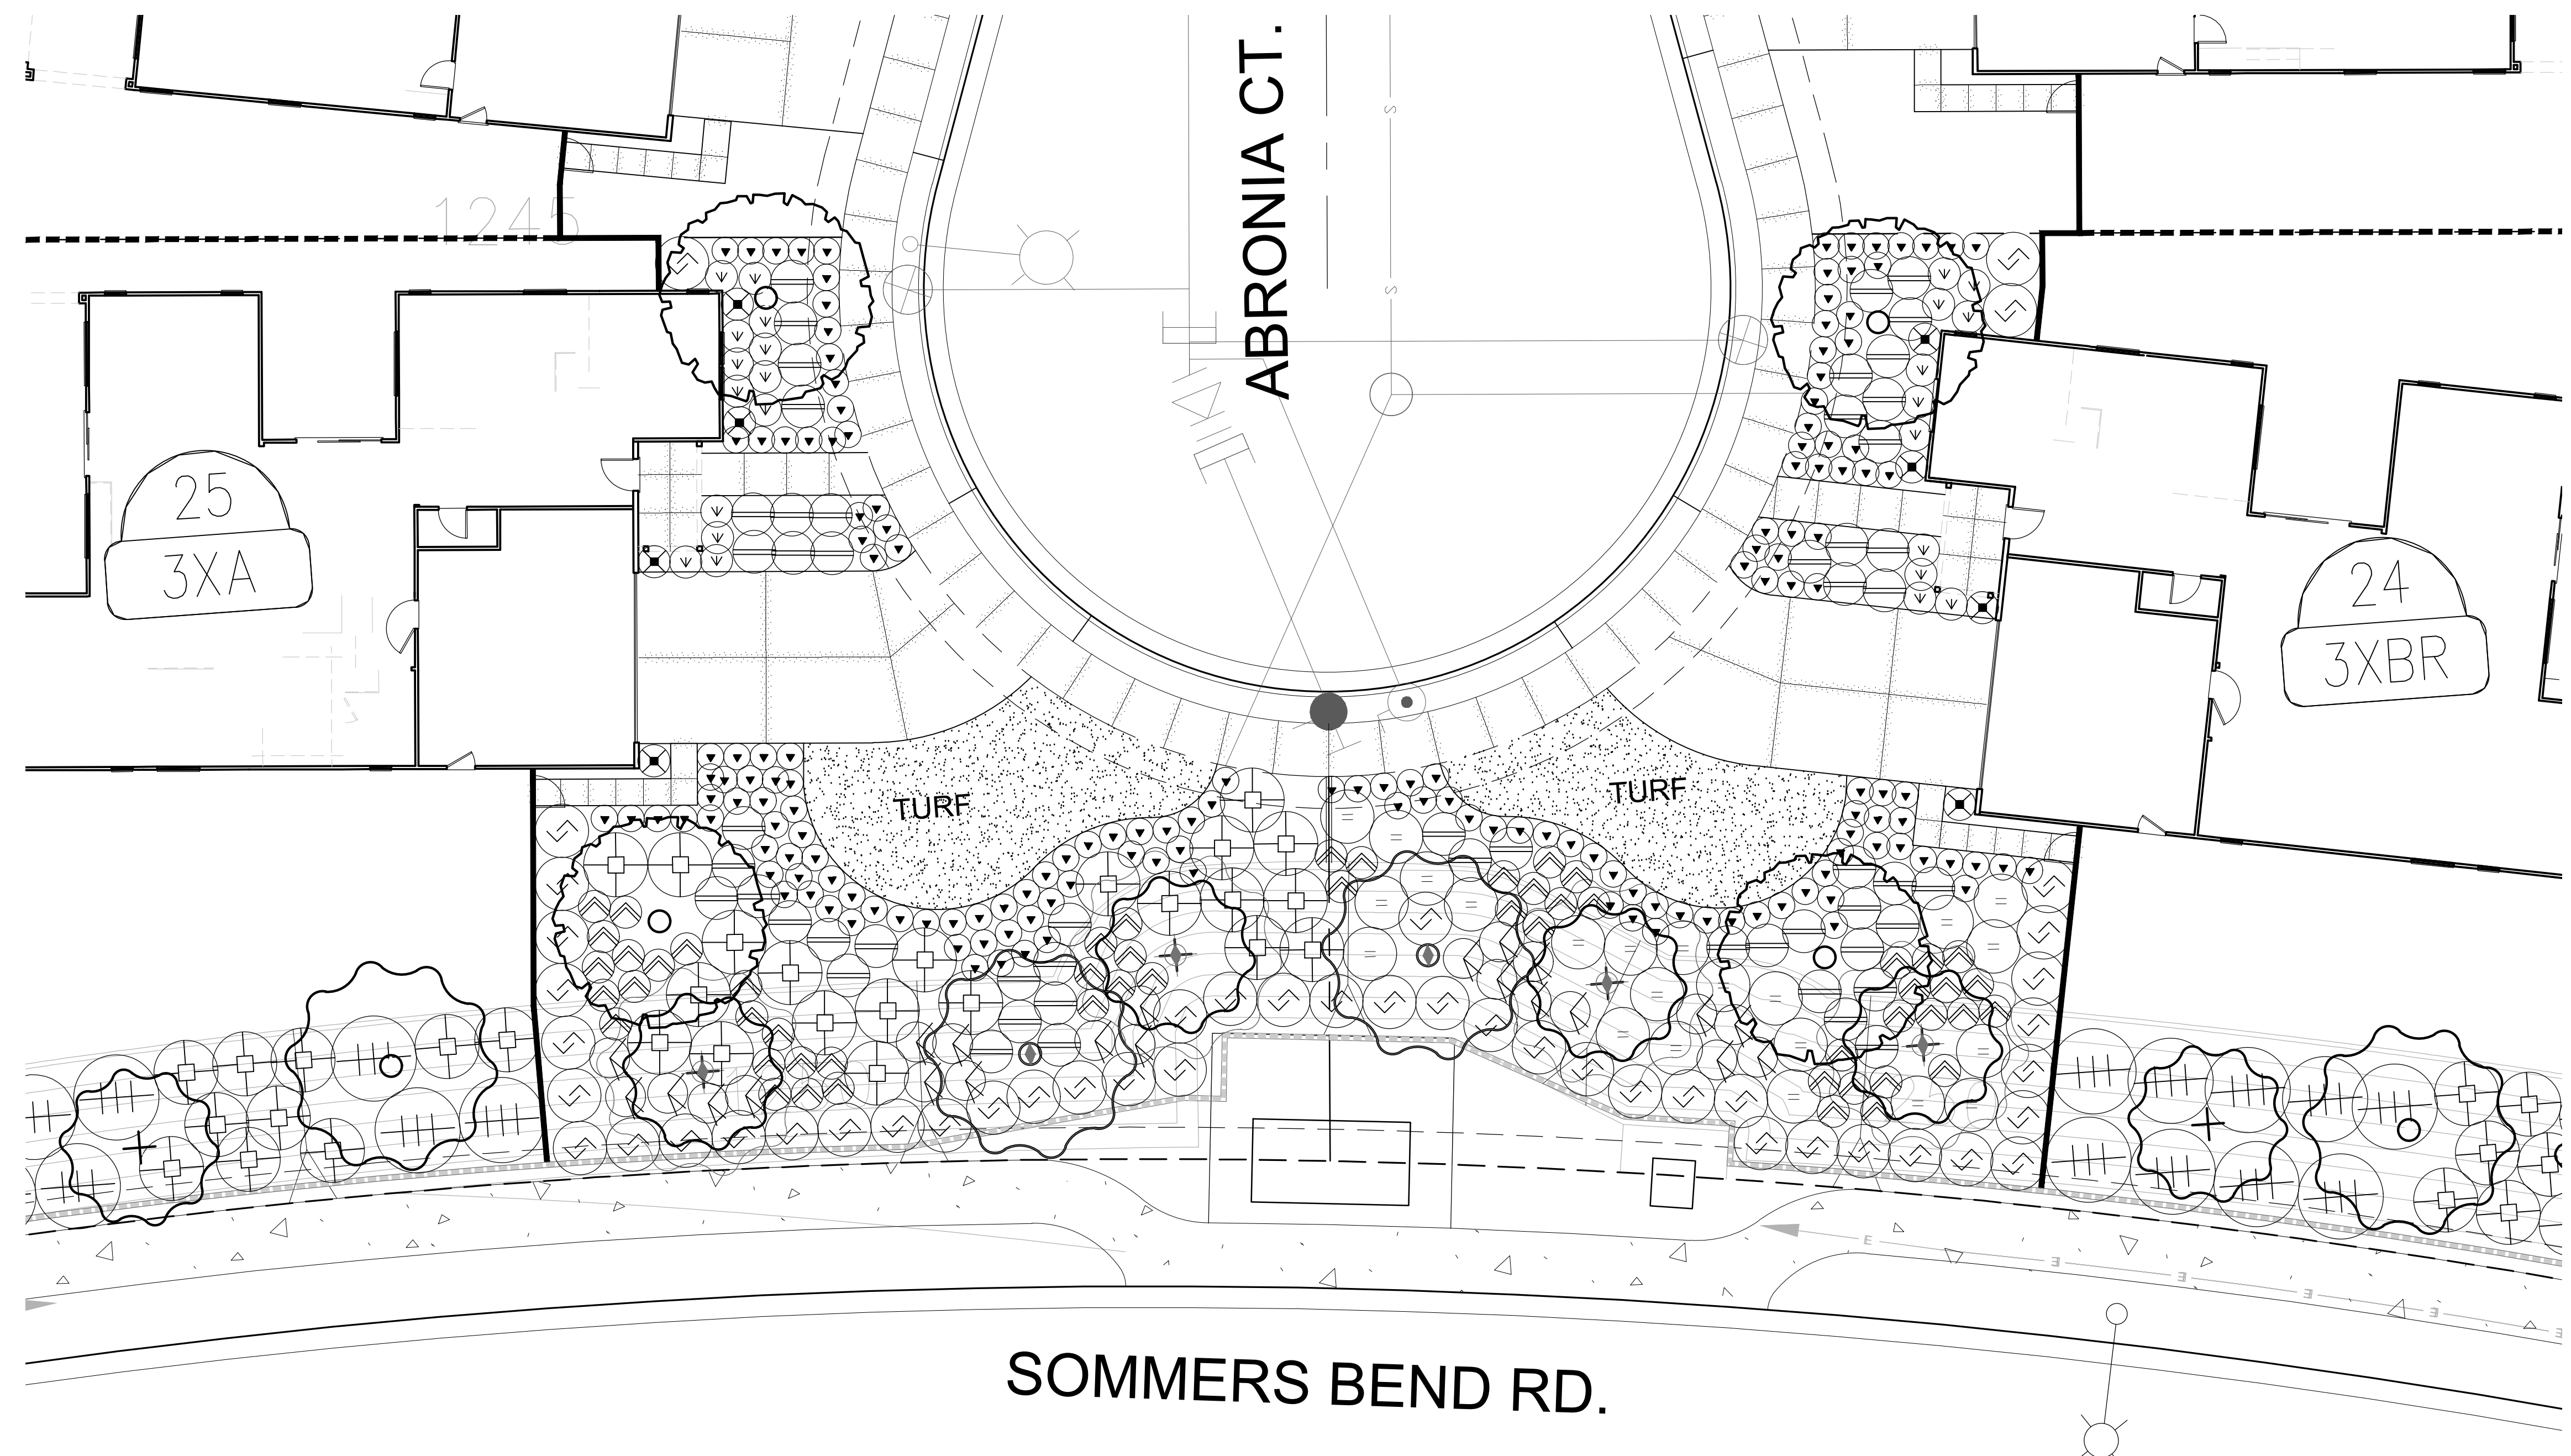 ABRONIA CT.
1245
S
S
25
3XA
24
3XBR
TURF
TURF
E
E
E
E
E
E
SOMMERS BEND RD.